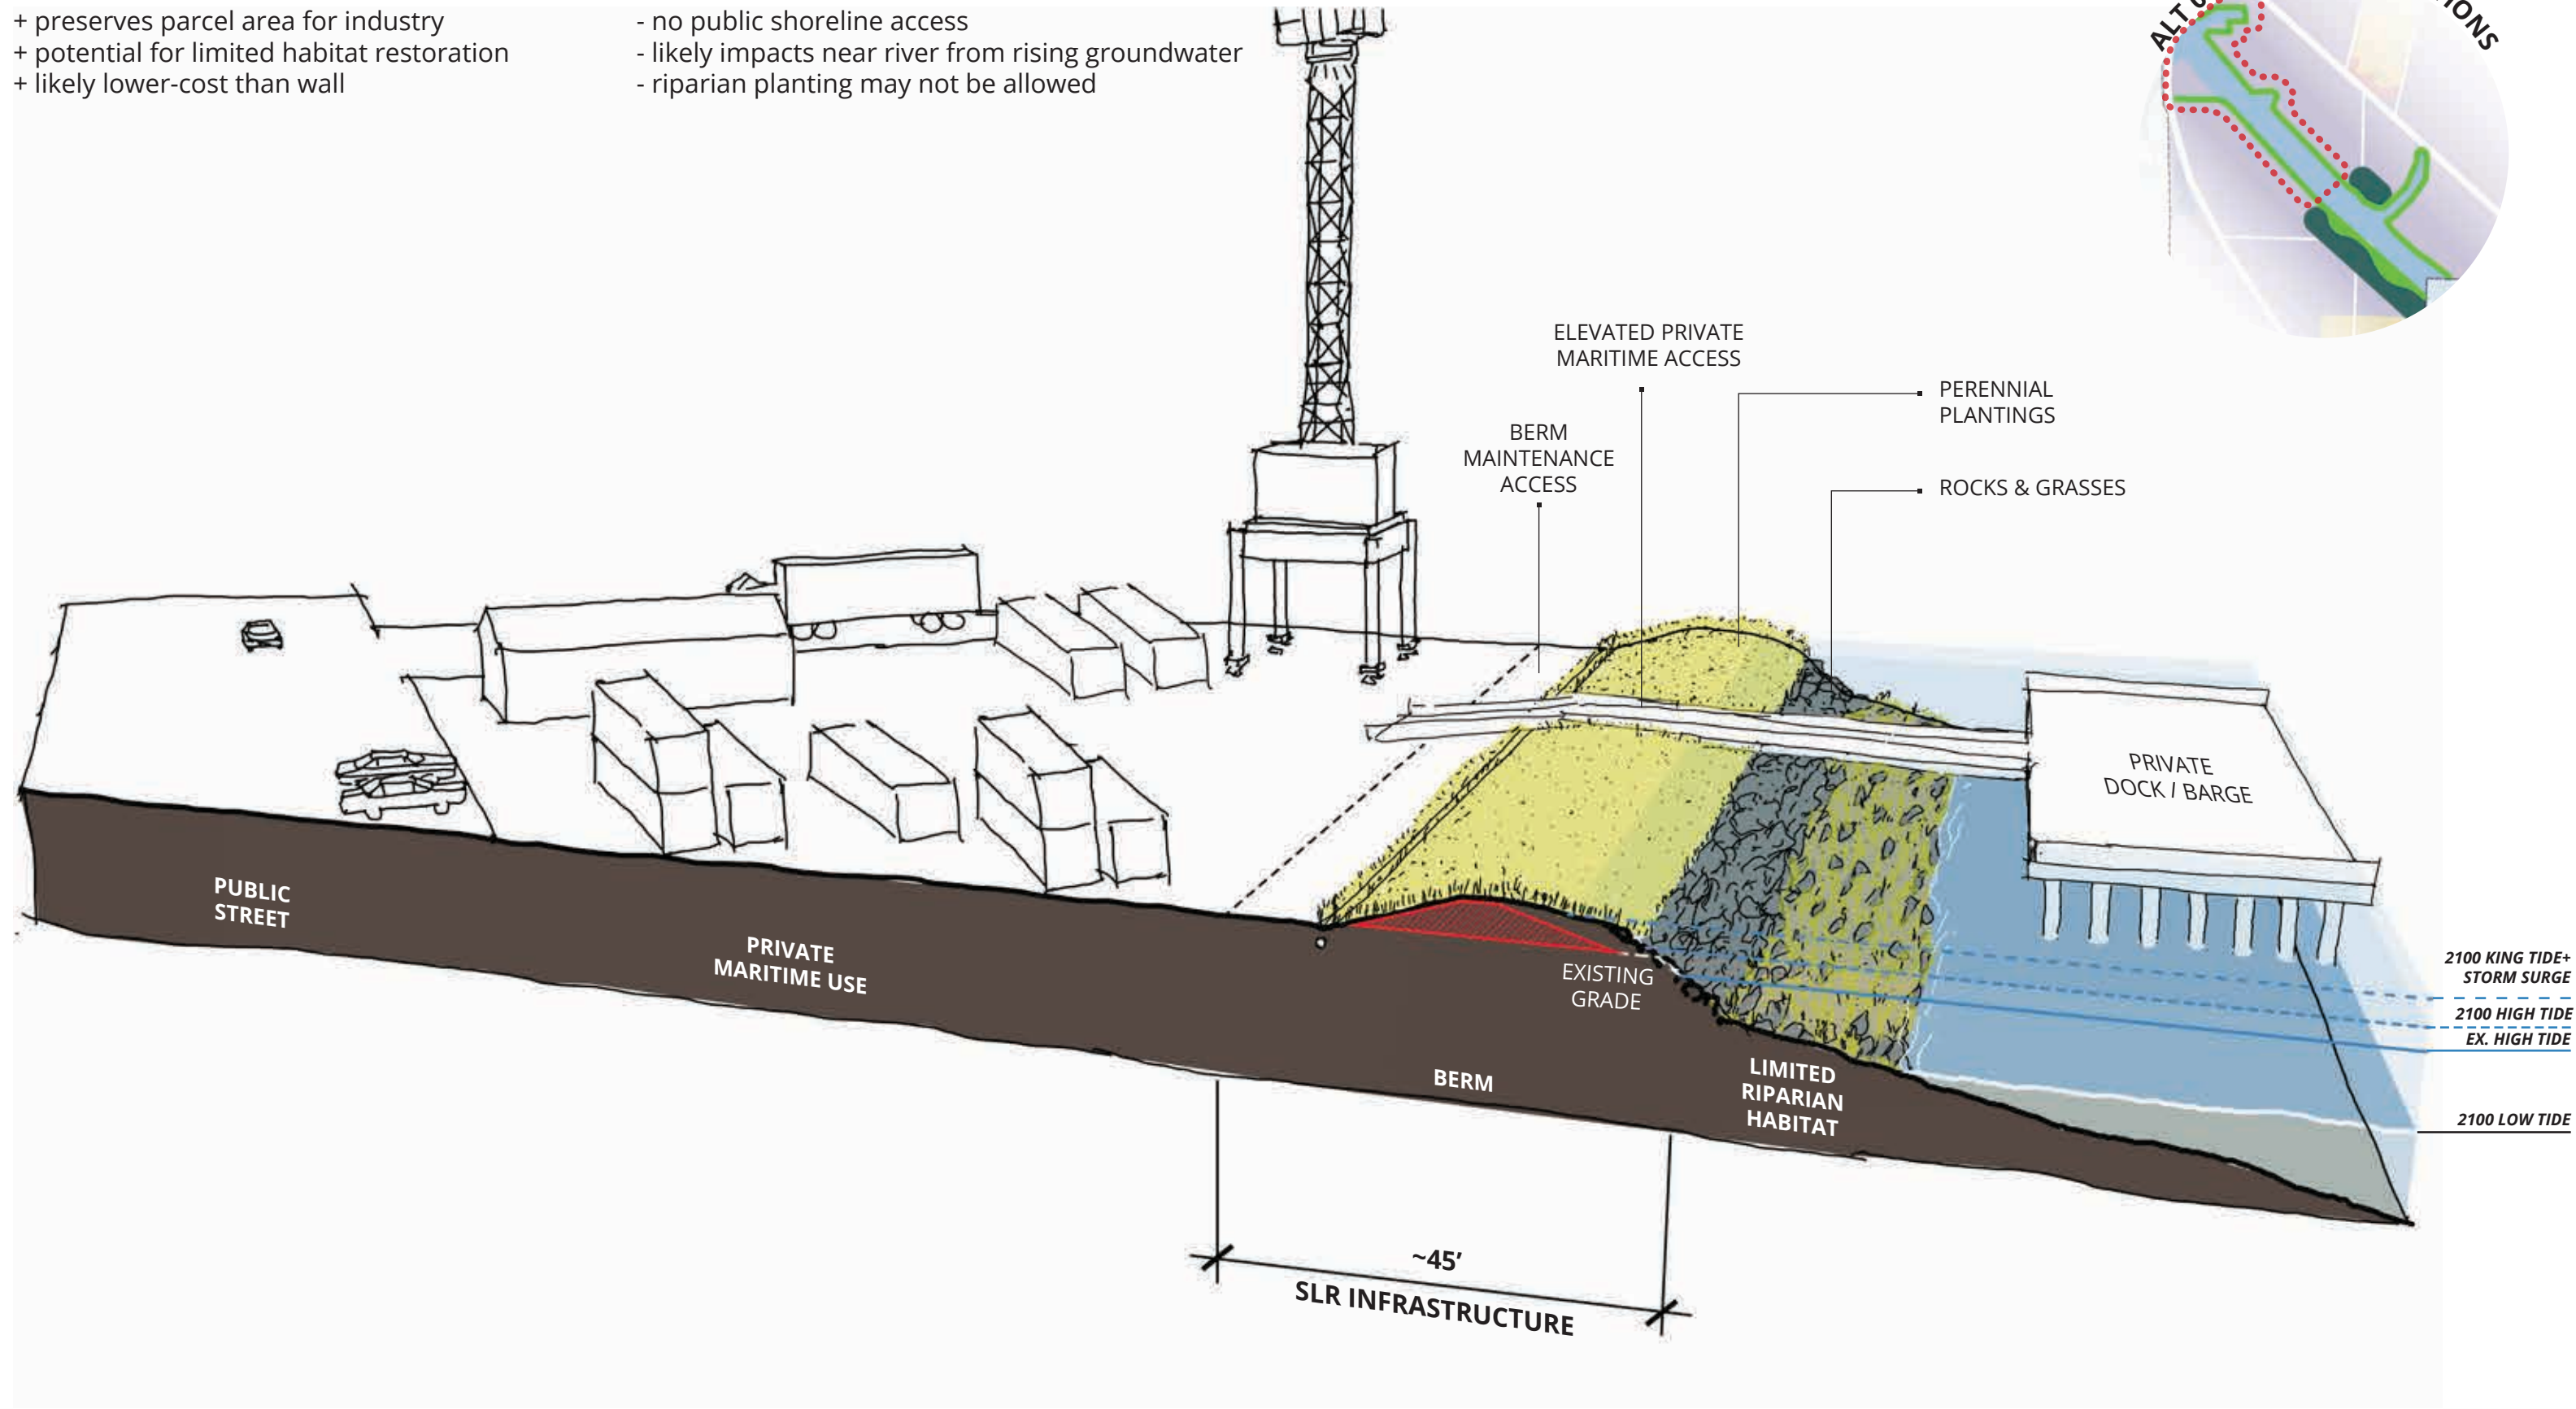 + preserves parcel area for industry
+ potential for limited habitat restoration
+ likely lower-cost than wall
- no public shoreline access
- likely impacts near river from rising groundwater
- riparian planting may not be allowed
ALT
ELEVATED PRIVATE
MARITIME ACCESS
PERENNIAL
PLANTINGS
BERM
MAINTENANCE
ACCESS
ROCKS & GRASSES
PRIVATE
DOCK / BARGE
PUBLIC
STREET
PRIVATE
MARITIME USE
EXISTING
GRADE
BERM
LIMITED
RIPARIAN
HABITAT
2100 KING TIDE+
STORM SURGE
2100 HIGH TIDE
EX. HIGH TIDE
2100 LOW TIDE
~45’
SLR INFRASTRUCTURE